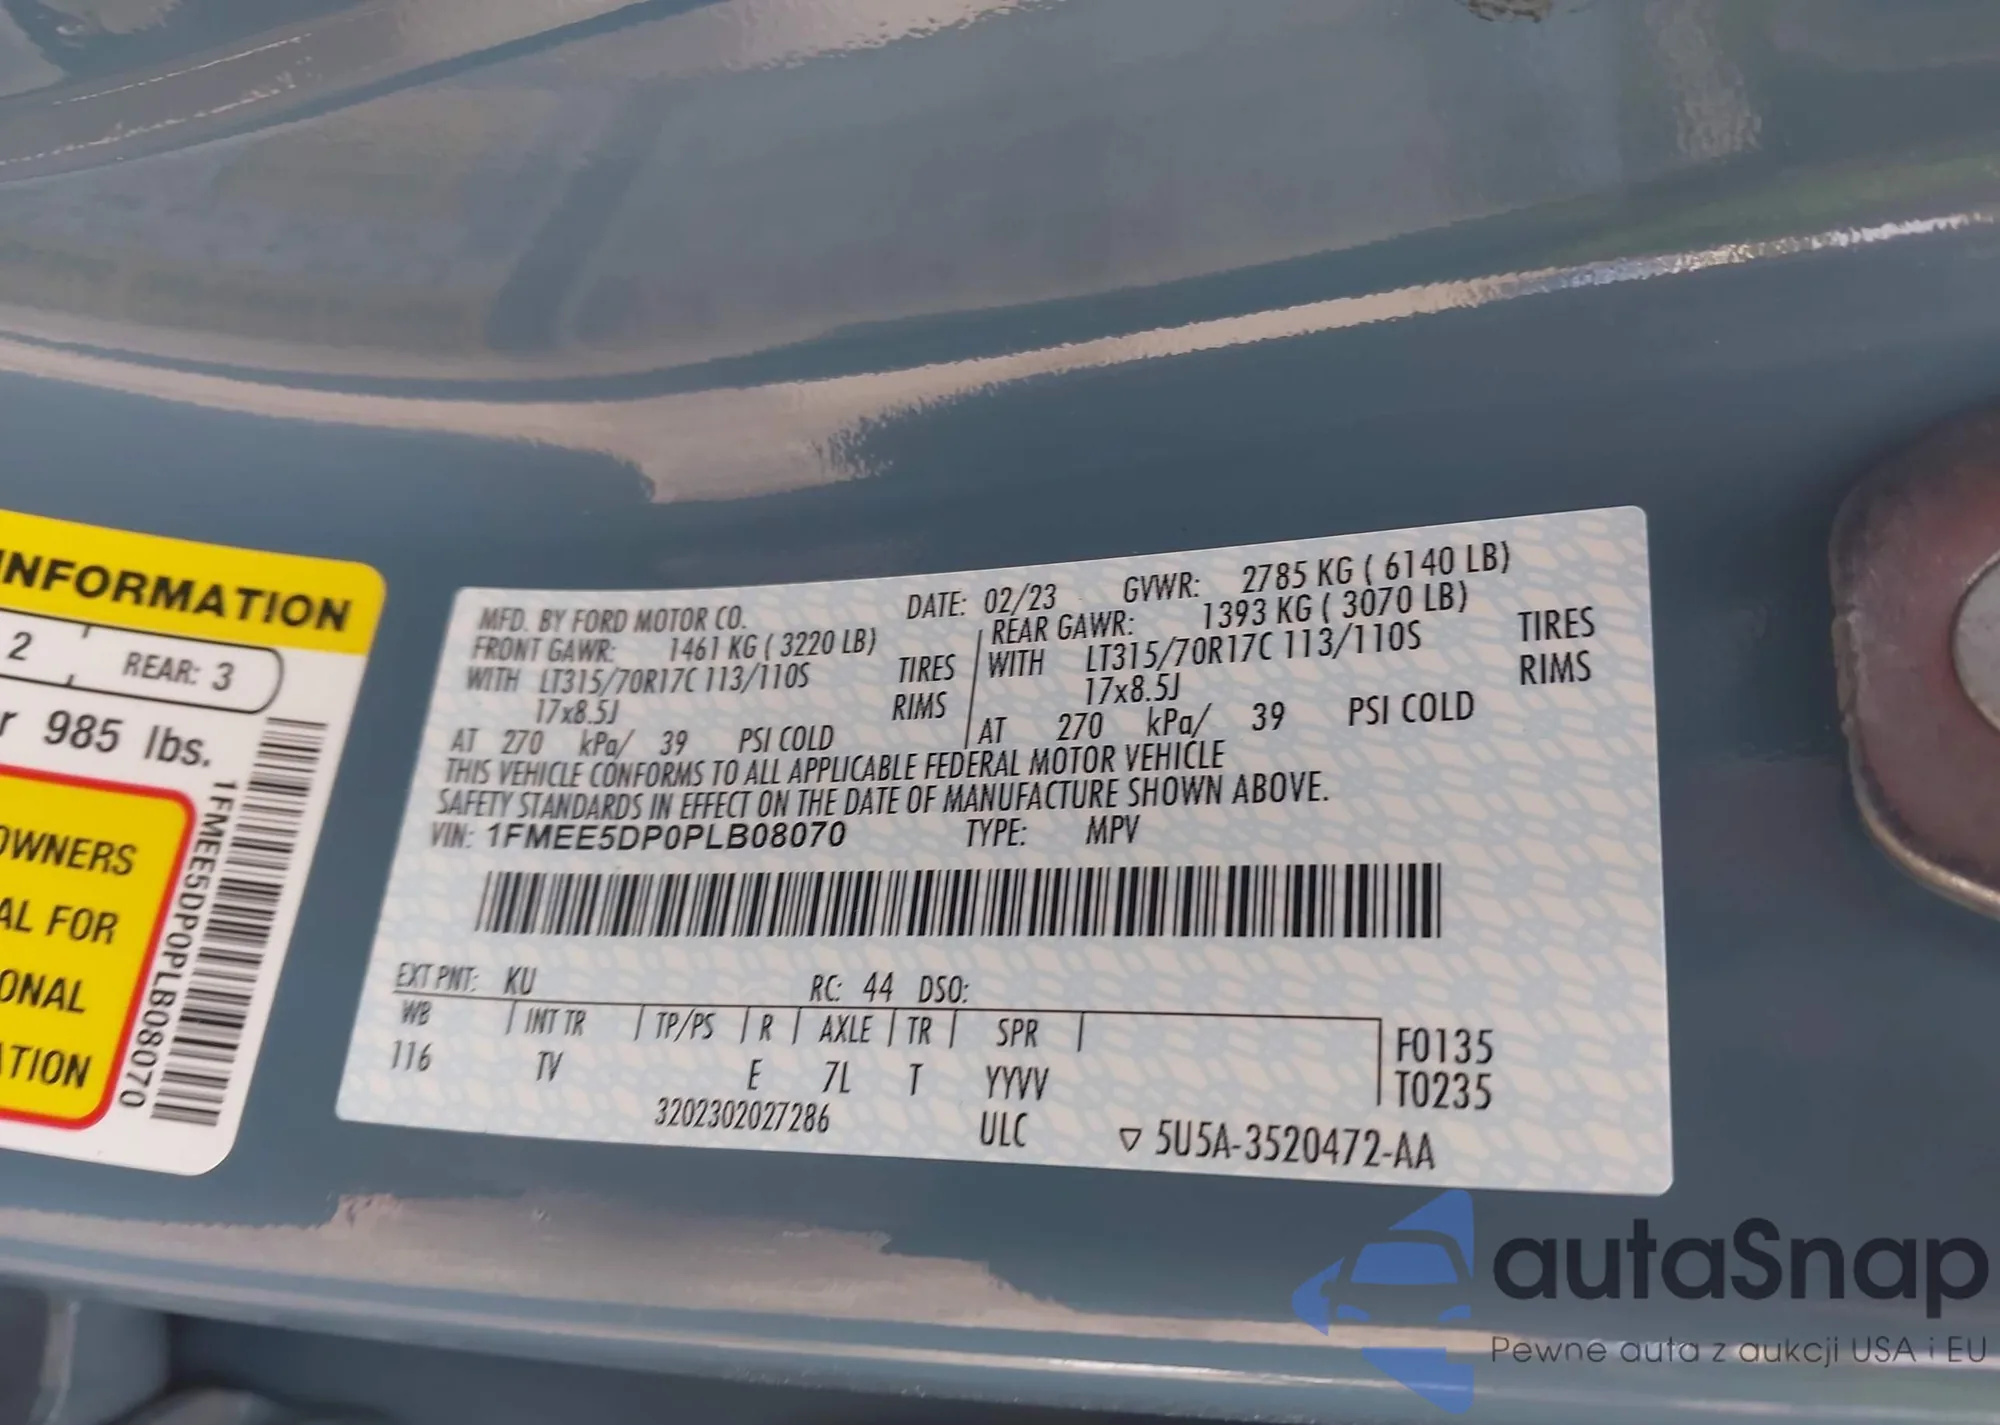 INFORMATION
2 REAR: 3
r 985 lbs.
OWNERS
AL FOR
ONAL
ATION
1FMEE5DP0PLB08070
MFD. BY FORD MOTOR CO. DATE: 02/23 GVWR: 2785 KG ( 6140 LB)
FRONT GAWR: 1461 KG ( 3220 LB) REAR GAWR: 1393 KG ( 3070 LB)
WITH LT315/70R17C 113/110S TIRES WITH LT315/70R17C 113/110S TIRES
17x8.5J RIMS 17x8.5J RIMS
AT 270 kPa/ 39 PSI COLD AT 270 kPa/ 39 PSI COLD
THIS VEHICLE CONFORMS TO ALL APPLICABLE FEDERAL MOTOR VEHICLE
SAFETY STANDARDS IN EFFECT ON THE DATE OF MANUFACTURE SHOWN ABOVE.
VIN: 1FMEE5DP0PLB08070 TYPE: MPV
EXT PNT: KU RC: 44 DSO:
WB INT TR TP/PS R AXLE TR SPR F0135
116 TV E 7L T YYVV T0235
3202302027286 ULC ▽ 5U5A-3520472-AA
autaSnap
Pewne auta z aukcji USA i EU